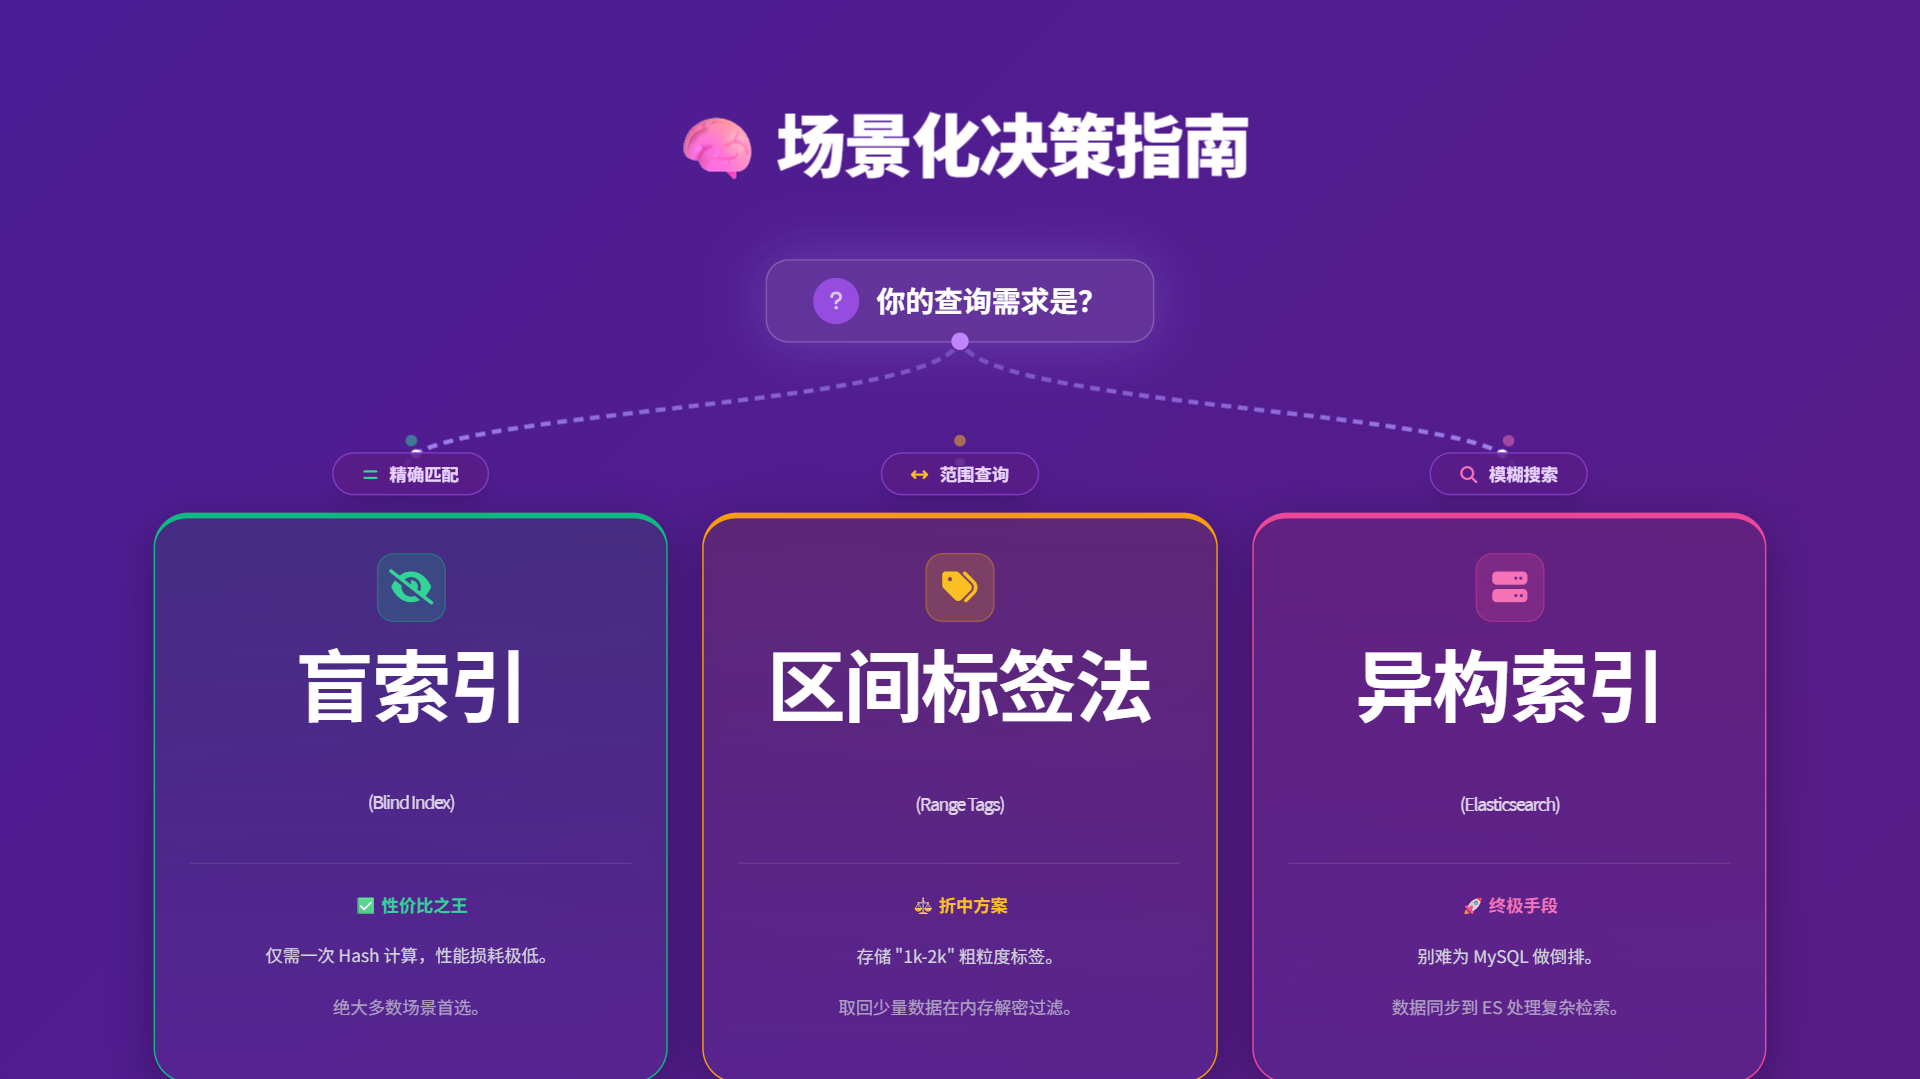 场景化决策指南
? 你的查询需求是?
精确匹配
范围查询
模糊搜索
盲索引
(Blind Index)
性价比之王
仅需一次 Hash 计算，性能损耗极低。
绝大多数场景首选。
区间标签法
(Range Tags)
折中方案
存储 "1k-2k" 粗粒度标签。
取回少量数据在内存解密过滤。
异构索引
(Elasticsearch)
终极手段
别难为 MySQL 做倒排。
数据同步到 ES 处理复杂检索。